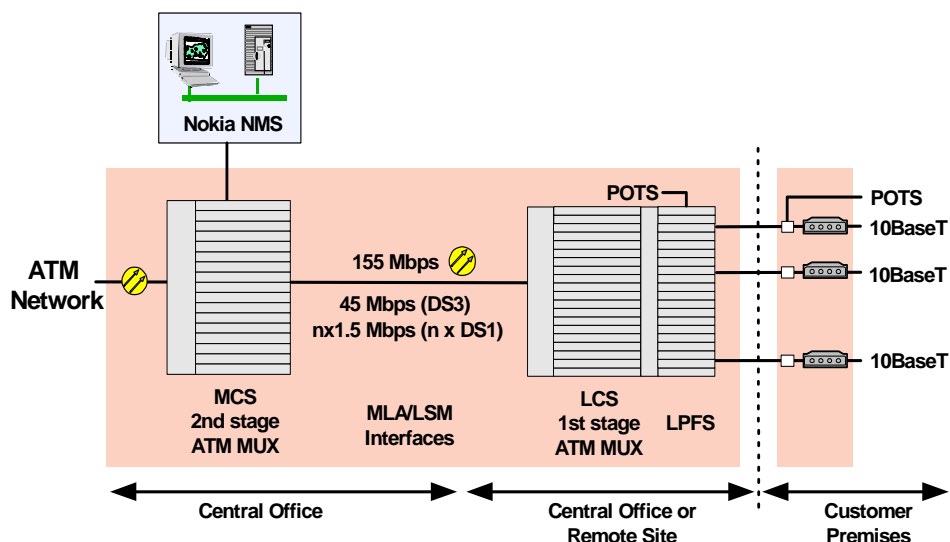 Nokia NMS
POTS
POTS
10BaseT
ATM
Network
155 Mbps
10BaseT
45 Mbps (DS3)
nx1.5 Mbps (n x DS1)
10BaseT
MCS
2nd stage
ATM MUX
MLA/LSM
Interfaces
LCS
1st stage
ATM MUX
LPFS
Central Office
Central Office or
Remote Site
Customer
Premises